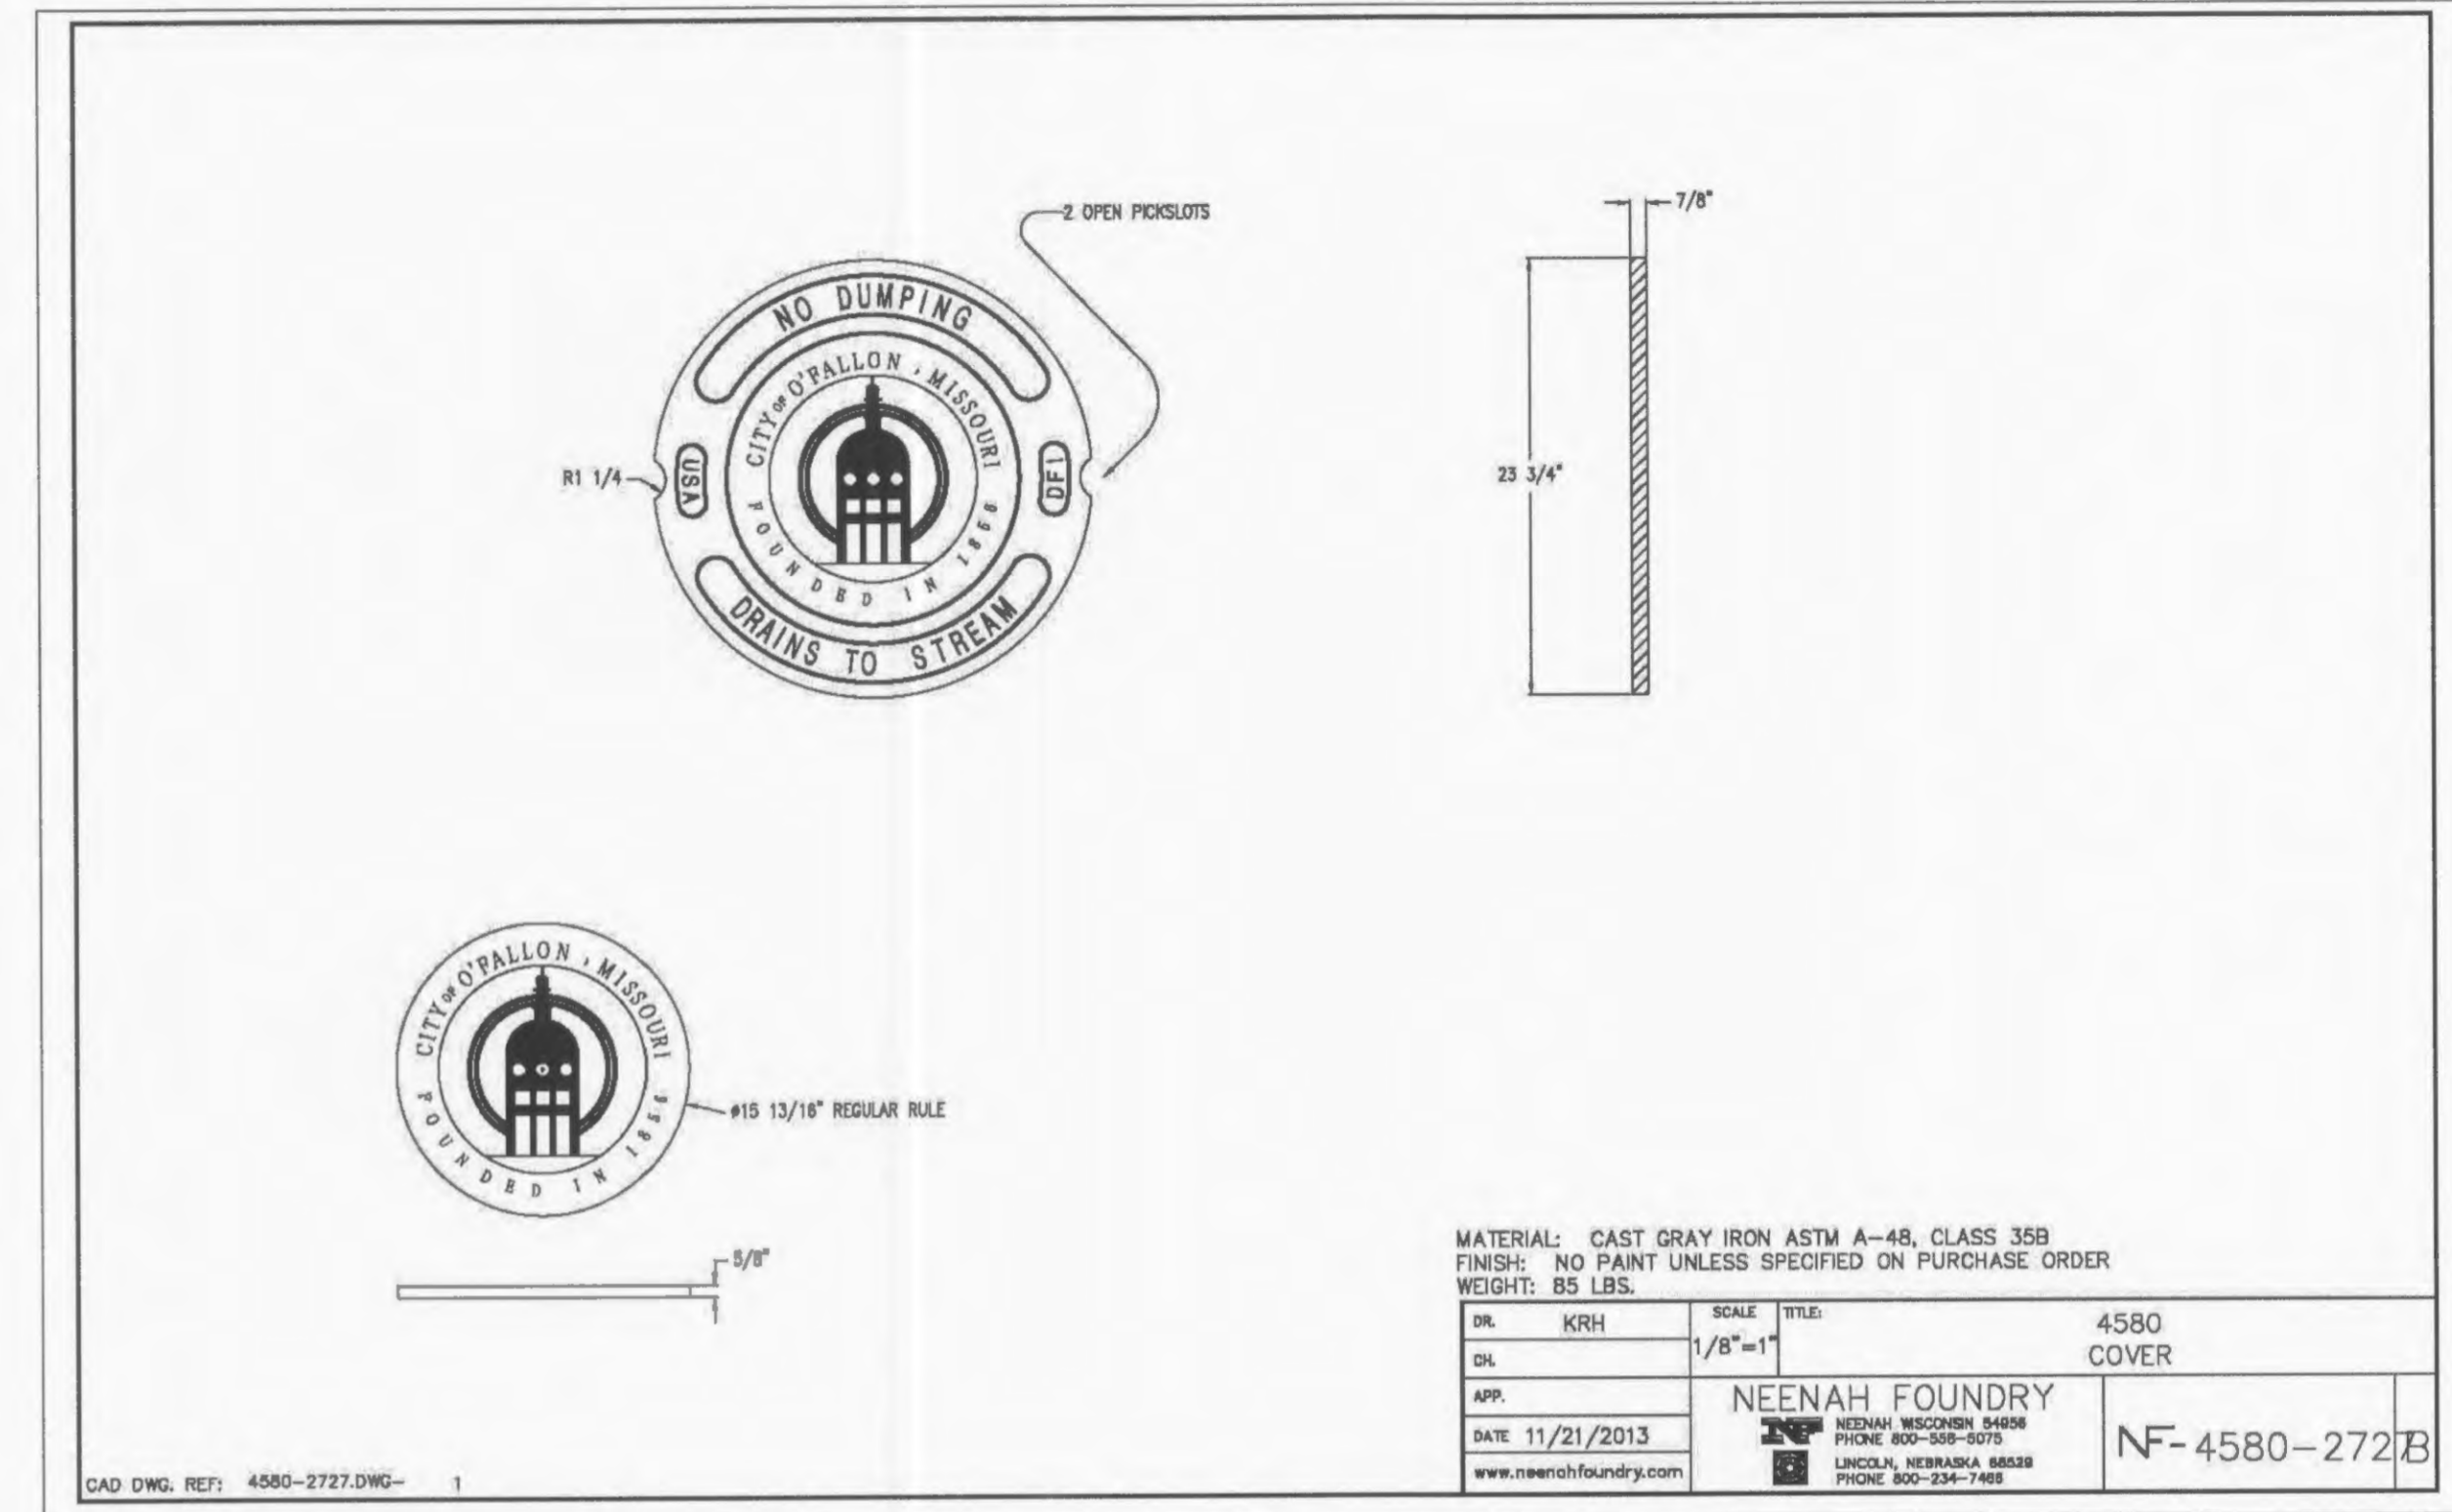 2 OPEN PICKSLOTS
NO DUMPING
CITY OF O'FALLON, MISSOURI
FOUNDED IN 1856
USA
DFI
DRAINS TO STREAM
R1 1/4
7/8"
23 3/4"
CITY OF O'FALLON, MISSOURI
FOUNDED IN 1856
ø15 13/16" REGULAR RULE
5/8"
MATERIAL: CAST GRAY IRON ASTM A-48, CLASS 35B
FINISH: NO PAINT UNLESS SPECIFIED ON PURCHASE ORDER
WEIGHT: 85 LBS.
DR. KRH
CH.
APP.
DATE 11/21/2013
www.neenahfoundry.com
SCALE
1/8"=1"
TITLE:
4580
COVER
NEENAH FOUNDRY
NF
NEENAH WISCONSIN 54956
PHONE 800-558-5075
LINCOLN, NEBRASKA 68529
PHONE 800-234-7466
NF-4580-2727
B
CAD DWG. REF: 4580-2727.DWG- 1